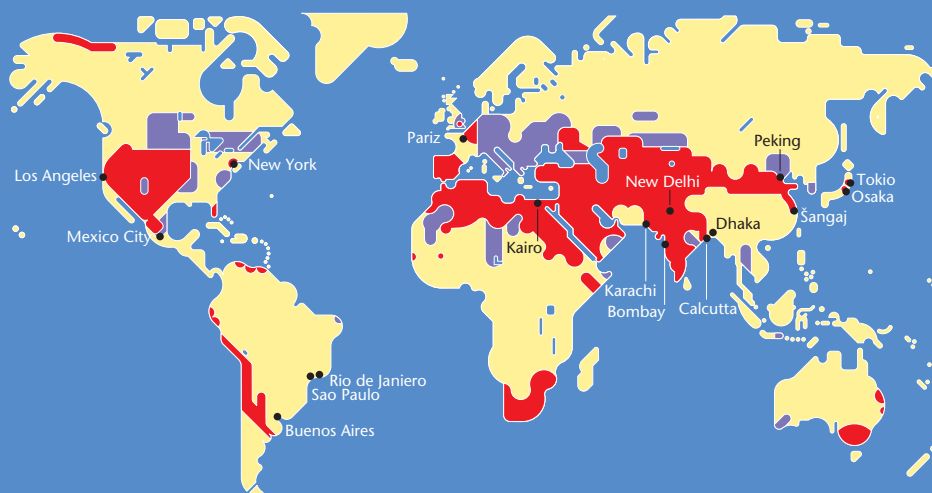 Pariz
Peking
Los Angeles
New York
New Delhi
Tokio
Osaka
Mexico City
Dhaka
Šangaj
Kairo
Karachi
Bombay
Calcutta
Rio de Janiero
Sao Paulo
Buenos Aires